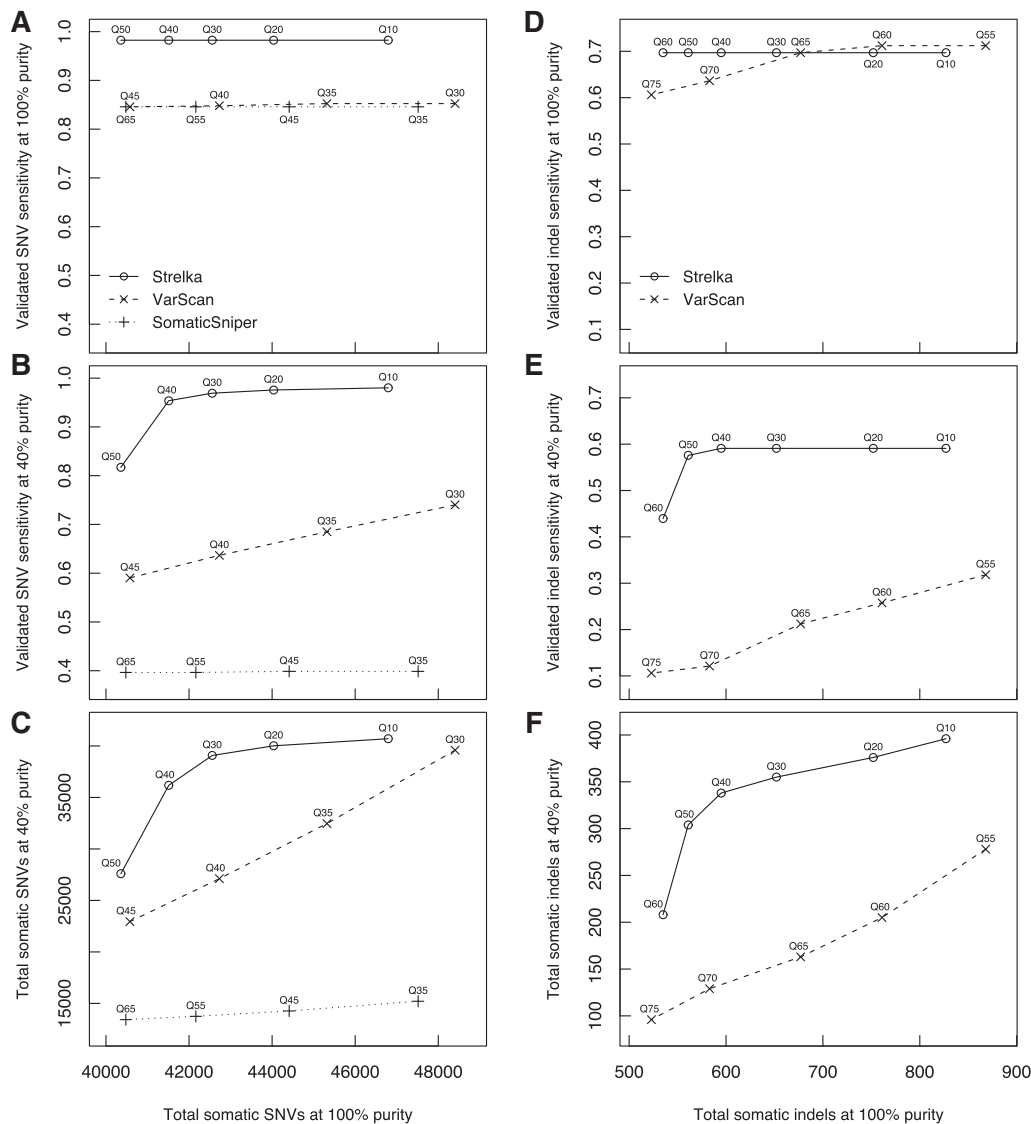 A
Validated SNV sensitivity at 100% purity
1.0
0.9
0.8
0.7
0.6
0.5
0.4
Q50 Q40 Q30 Q20 Q10
Q45 Q40 Q35 Q30
Q65 Q55 Q45 Q35
Strelka
VarScan
SomaticSniper
B
Validated SNV sensitivity at 40% purity
1.0
0.9
0.8
0.7
0.6
0.5
0.4
Q50 Q40 Q30 Q20 Q10
Q45 Q40 Q35 Q30
Q65 Q55 Q45 Q35
C
Total somatic SNVs at 40% purity
35000
25000
15000
Q50 Q40 Q30 Q20 Q10
Q45 Q40 Q35 Q30
Q65 Q55 Q45 Q35
40000 42000 44000 46000 48000
Total somatic SNVs at 100% purity
D
Validated indel sensitivity at 100% purity
0.7
0.6
0.5
0.4
0.3
0.2
0.1
Q60 Q50 Q40 Q30 Q20 Q10
Q75 Q70 Q65 Q60 Q55
Strelka
VarScan
E
Validated indel sensitivity at 40% purity
0.7
0.6
0.5
0.4
0.3
0.2
0.1
Q60 Q50 Q40 Q30 Q20 Q10
Q75 Q70 Q65 Q60 Q55
F
Total somatic indels at 40% purity
400
350
300
250
200
150
100
Q60 Q50 Q40 Q30 Q20 Q10
Q75 Q70 Q65 Q60 Q55
500 600 700 800 900
Total somatic indels at 100% purity